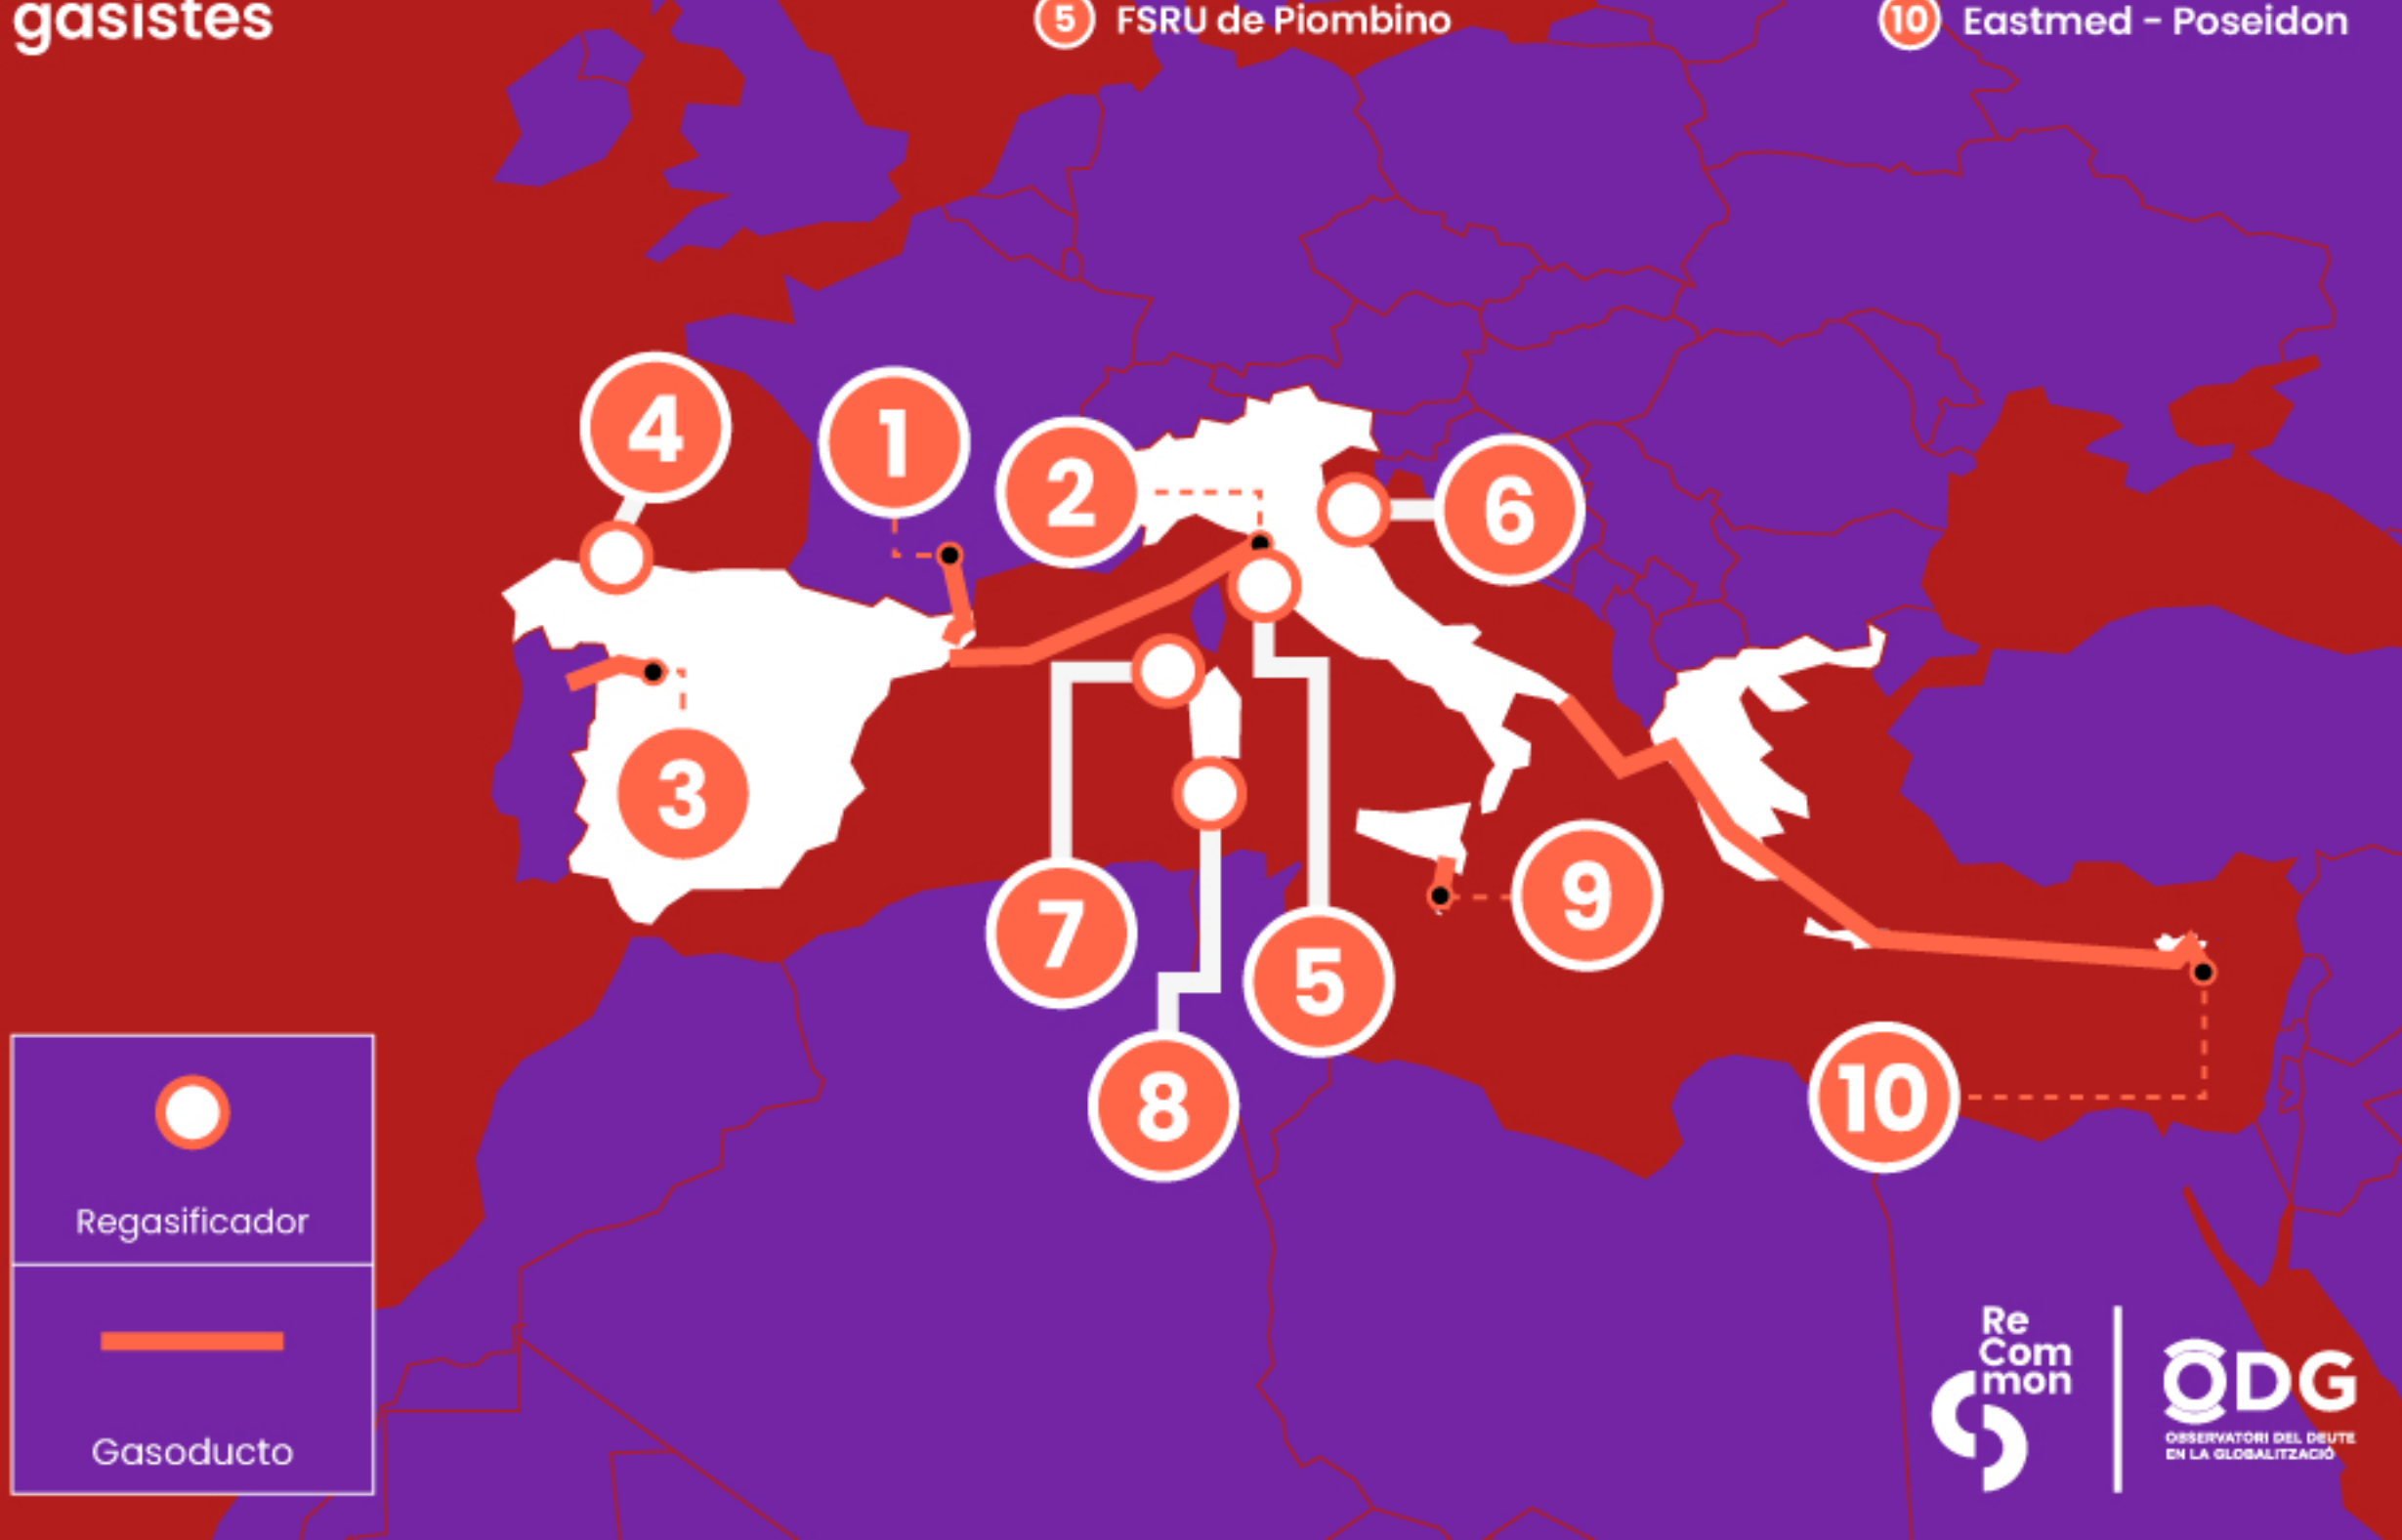 gasistes
5 FSRU de Piombino
10 Eastmed - Poseidon
4
1
2
6
3
9
7
5
8
10
Regasificador
Gasoducto
Re
Com
mon
ODG
OBSERVATORI DEL DEUTE
EN LA GLOBALITZACIÓ